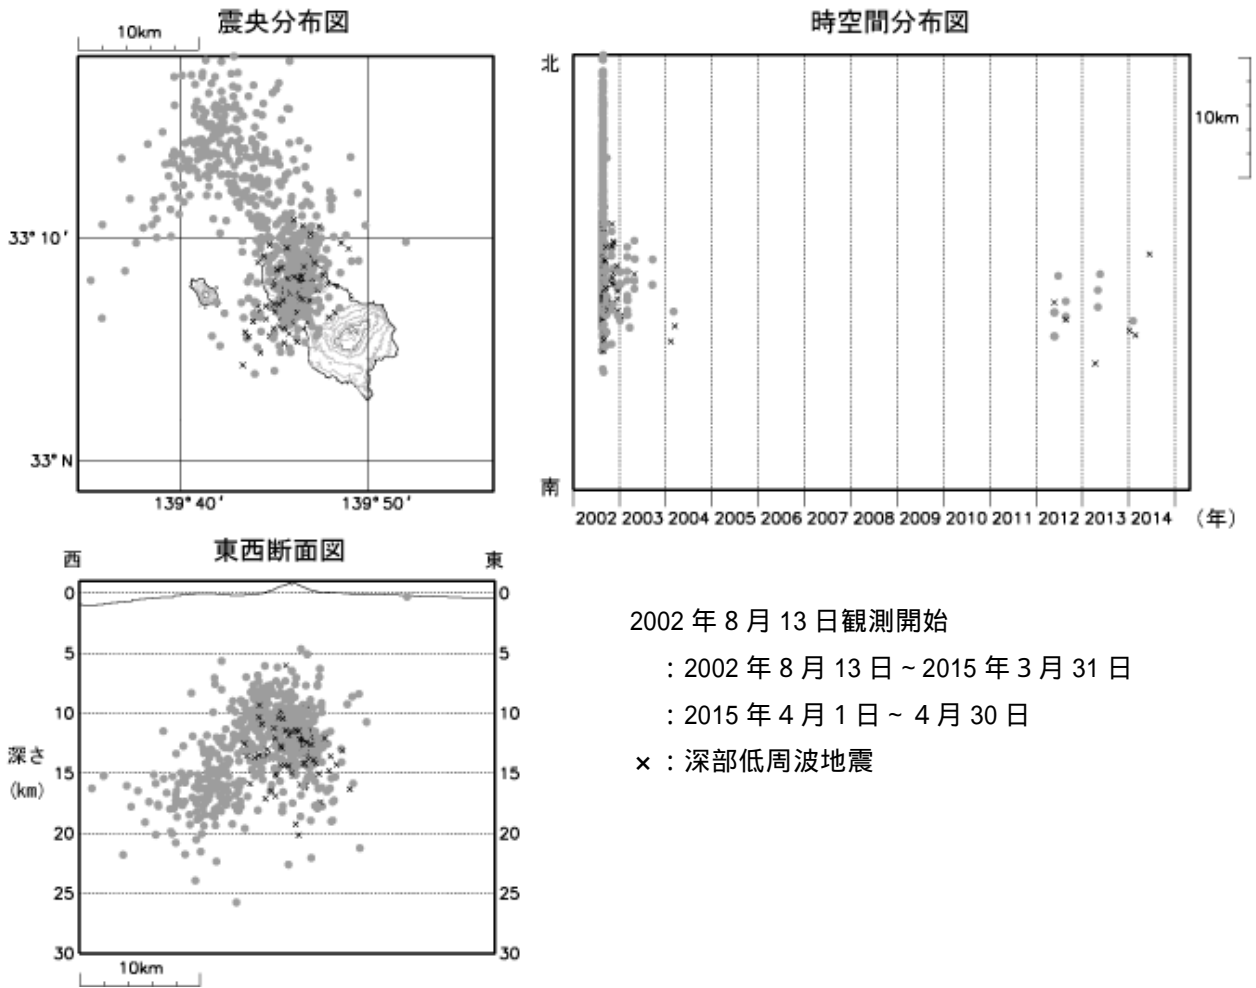 震央分布図
10km
33° 10'
33° N
139° 40'
139° 50'
時空間分布図
北
南
10km
2002 2003 2004 2005 2006 2007 2008 2009 2010 2011 2012 2013 2014 (年)
東西断面図
西
東
0
5
10
15
20
25
30
深さ
(km)
0
5
10
15
20
25
30
10km
2002 年 8 月 13 日観測開始
：2002 年 8 月 13 日～2015 年 3 月 31 日
：2015 年 4 月 1 日～ 4 月 30 日
×：深部低周波地震